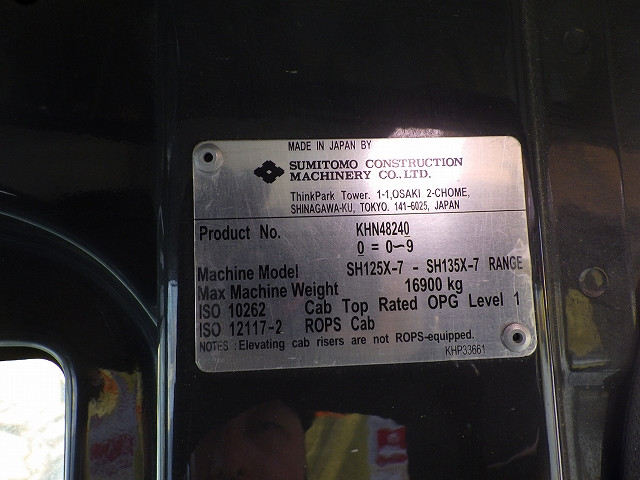 MADE IN JAPAN BY
SUMITOMO CONSTRUCTION
MACHINERY CO., LTD.
ThinkPark Tower. 1-1,OSAKI 2-CHOME,
SHINAGAWA-KU, TOKYO. 141-6025, JAPAN
Product No. KHN48240
0 = 0~9
Machine Model SH125X-7 - SH135X-7 RANGE
Max Machine Weight 16900 kg
ISO 10262 Cab Top Rated OPG Level 1
ISO 12117-2 ROPS Cab
NOTES : Elevating cab risers are not ROPS-equipped.
KHP33661